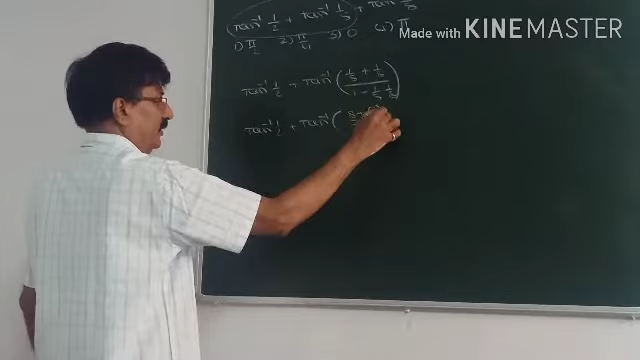 tan⁻¹ 1/2 + tan⁻¹ 1/5 + tan⁻¹ 1/8
1) π/2 2) π/4 3) 0 4) π
Made with KINEMASTER
tan⁻¹ 1/2 + tan⁻¹ ( (1/5 + 1/8) / (1 - 1/5 1/8) )
tan⁻¹ 1/2 + tan⁻¹ (